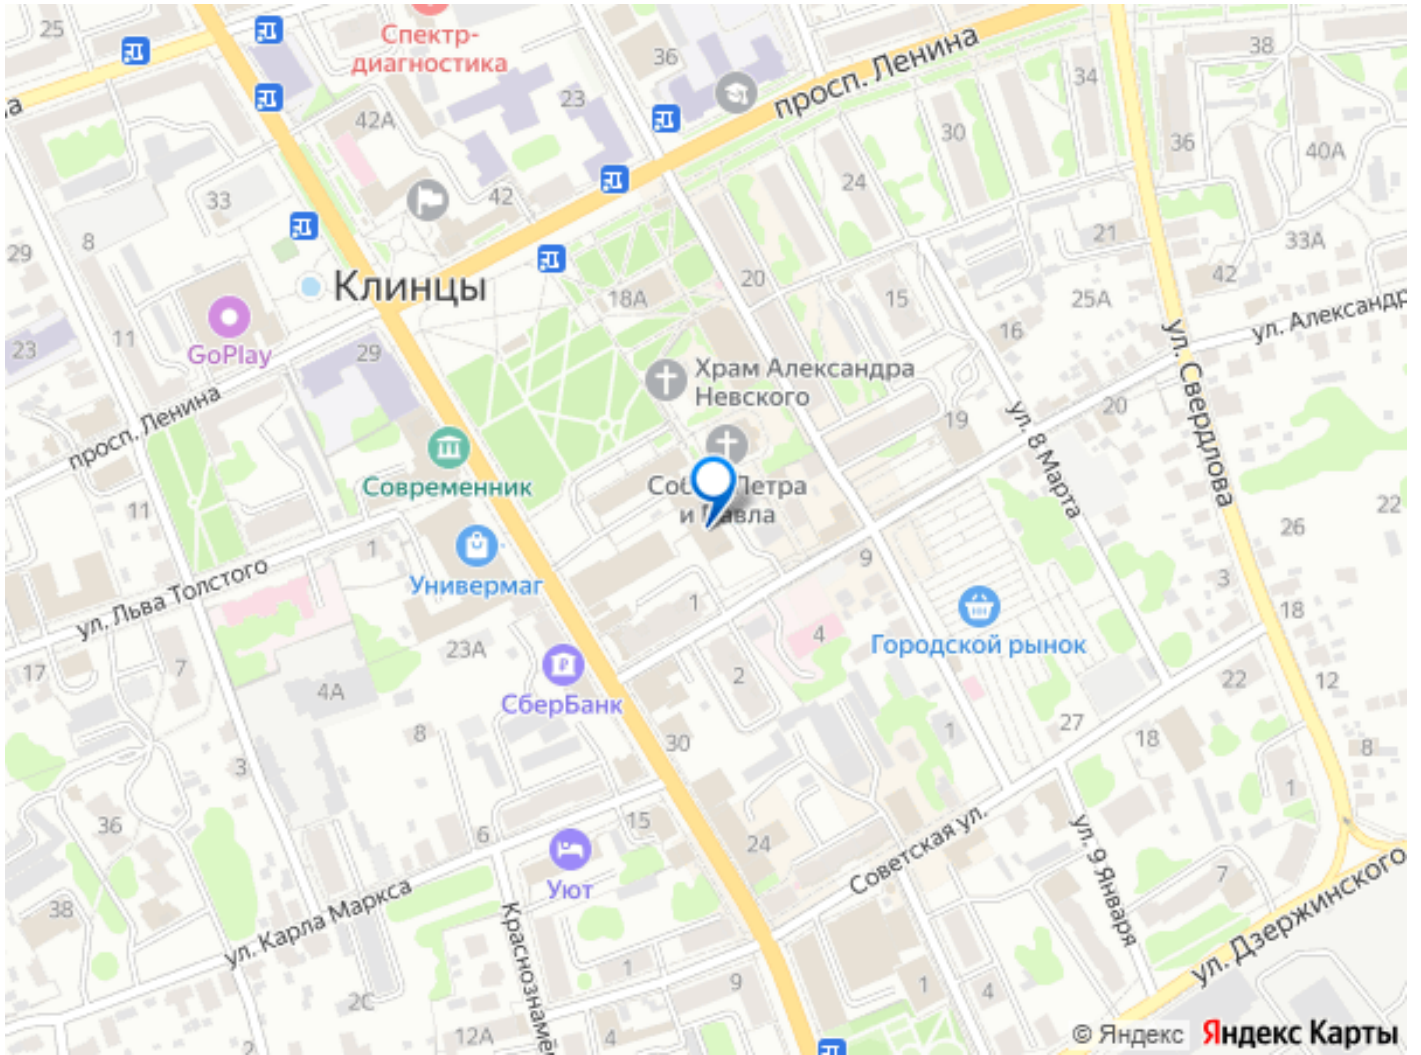 25
Спектр-
диагностика
36
38
просп. Ленина
34
23
42А
30
36
40А
24
42
33
8
29
21
33А
42
20
Клинцы
18А
15
25А
ул. Александр
16
11
23
GoPlay
29
Храм Александра
Невского
ул. Свердлова
просп. Ленина
20
19
ул. 8 Марта
Современник
Петра
22
11
26
1
9
Универмаг
3
ул. Льва Толстого
1
18
4
Городской рынок
23А
17
7
2
22
12
4А
СберБанк
27
1
8
30
18
8
3
1
36
6
15
24
Советская ул.
ул. 9 Января
Уют
7
ул. Карла Маркса
38
ул. Дзержинского
Краснознамё
1
9
1
4
2С
12А
4
2
© Яндекс
Яндекс Карты